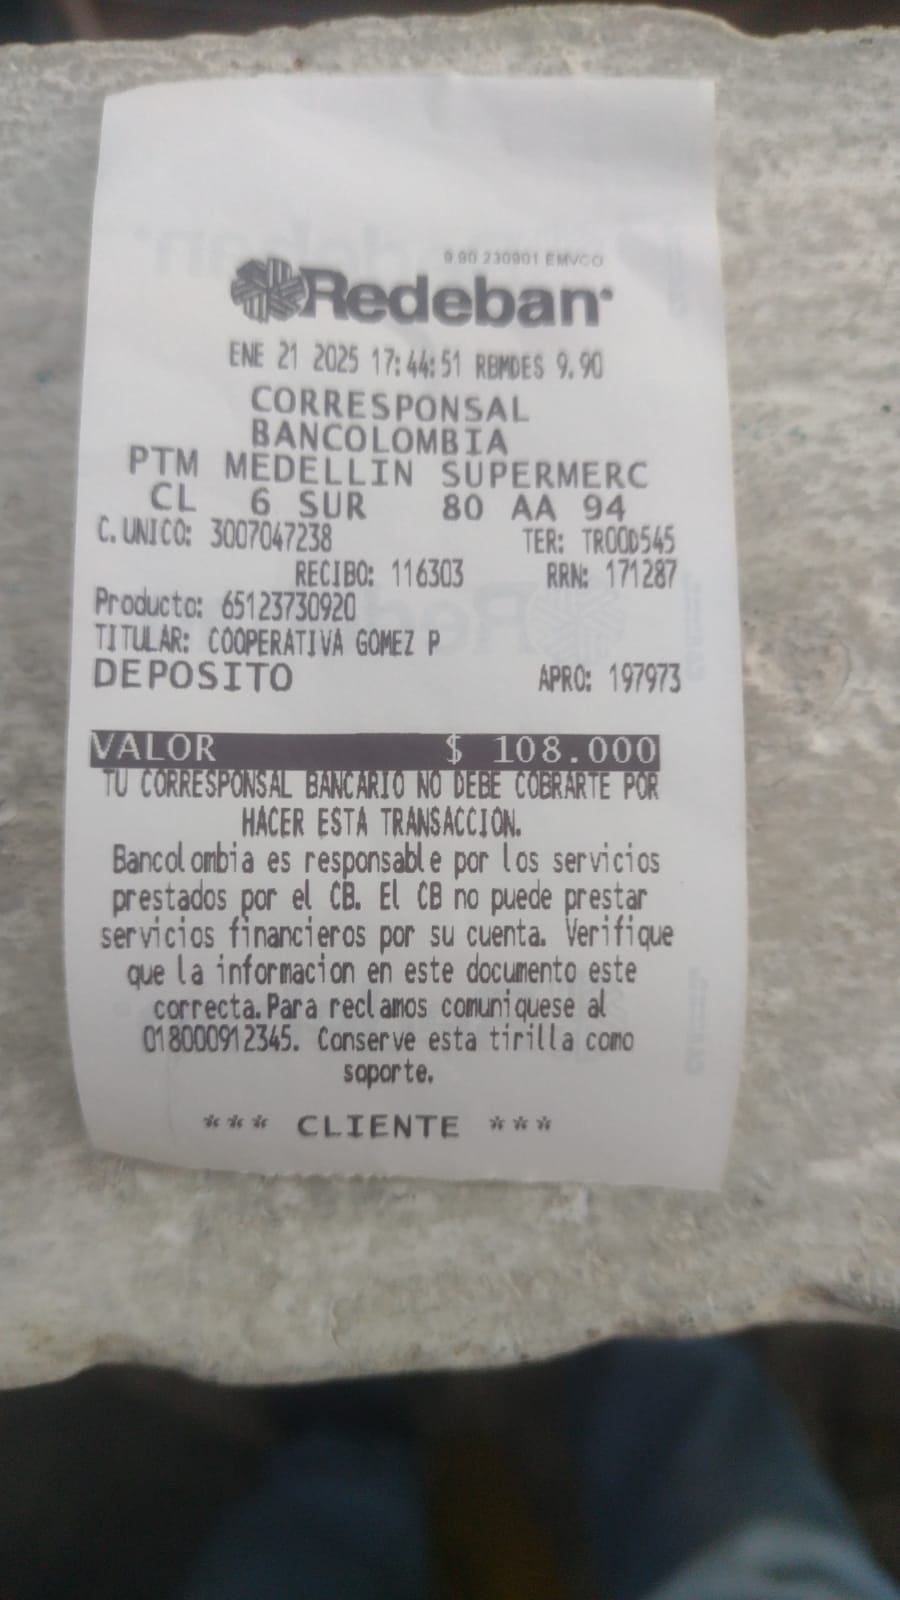 9.90 230901 EMVCO
Redeban
ENE 21 2025 17:44:51 RBMDES 9.90
CORRESPONSAL
BANCOLOMBIA
PTM MEDELLIN SUPERMERC
CL 6 SUR 80 AA 94
C. UNICO: 3007047238 TER: TROOD545
RECIBO: 116303 RRN: 171287
Producto: 65123730920
TITULAR: COOPERATIVA GOMEZ P
DEPOSITO APRO: 197973
VALOR $ 108.000
TU CORRESPONSAL BANCARIO NO DEBE COBRARTE POR
HACER ESTA TRANSACCION.
Bancolombia es responsable por los servicios
prestados por el CB. El CB no puede prestar
servicios financieros por su cuenta. Verifique
que la informacion en este documento este
correcta.Para reclamos comuniquese al
018000912345. Conserve esta tirilla como
soporte.
*** CLIENTE ***